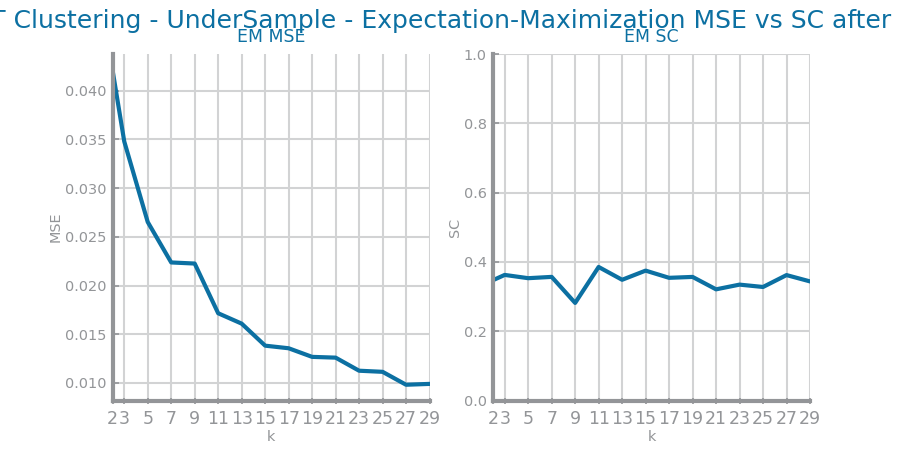 T Clustering - UnderSample - Expectation-Maximization MSE vs SC after
EM MSE
EM SC
MSE
0.040
0.035
0.030
0.025
0.020
0.015
0.010
2 3 5 7 9 11 13 15 17 19 21 23 25 27 29
k
SC
1.0
0.8
0.6
0.4
0.2
0.0
2 3 5 7 9 11 13 15 17 19 21 23 25 27 29
k